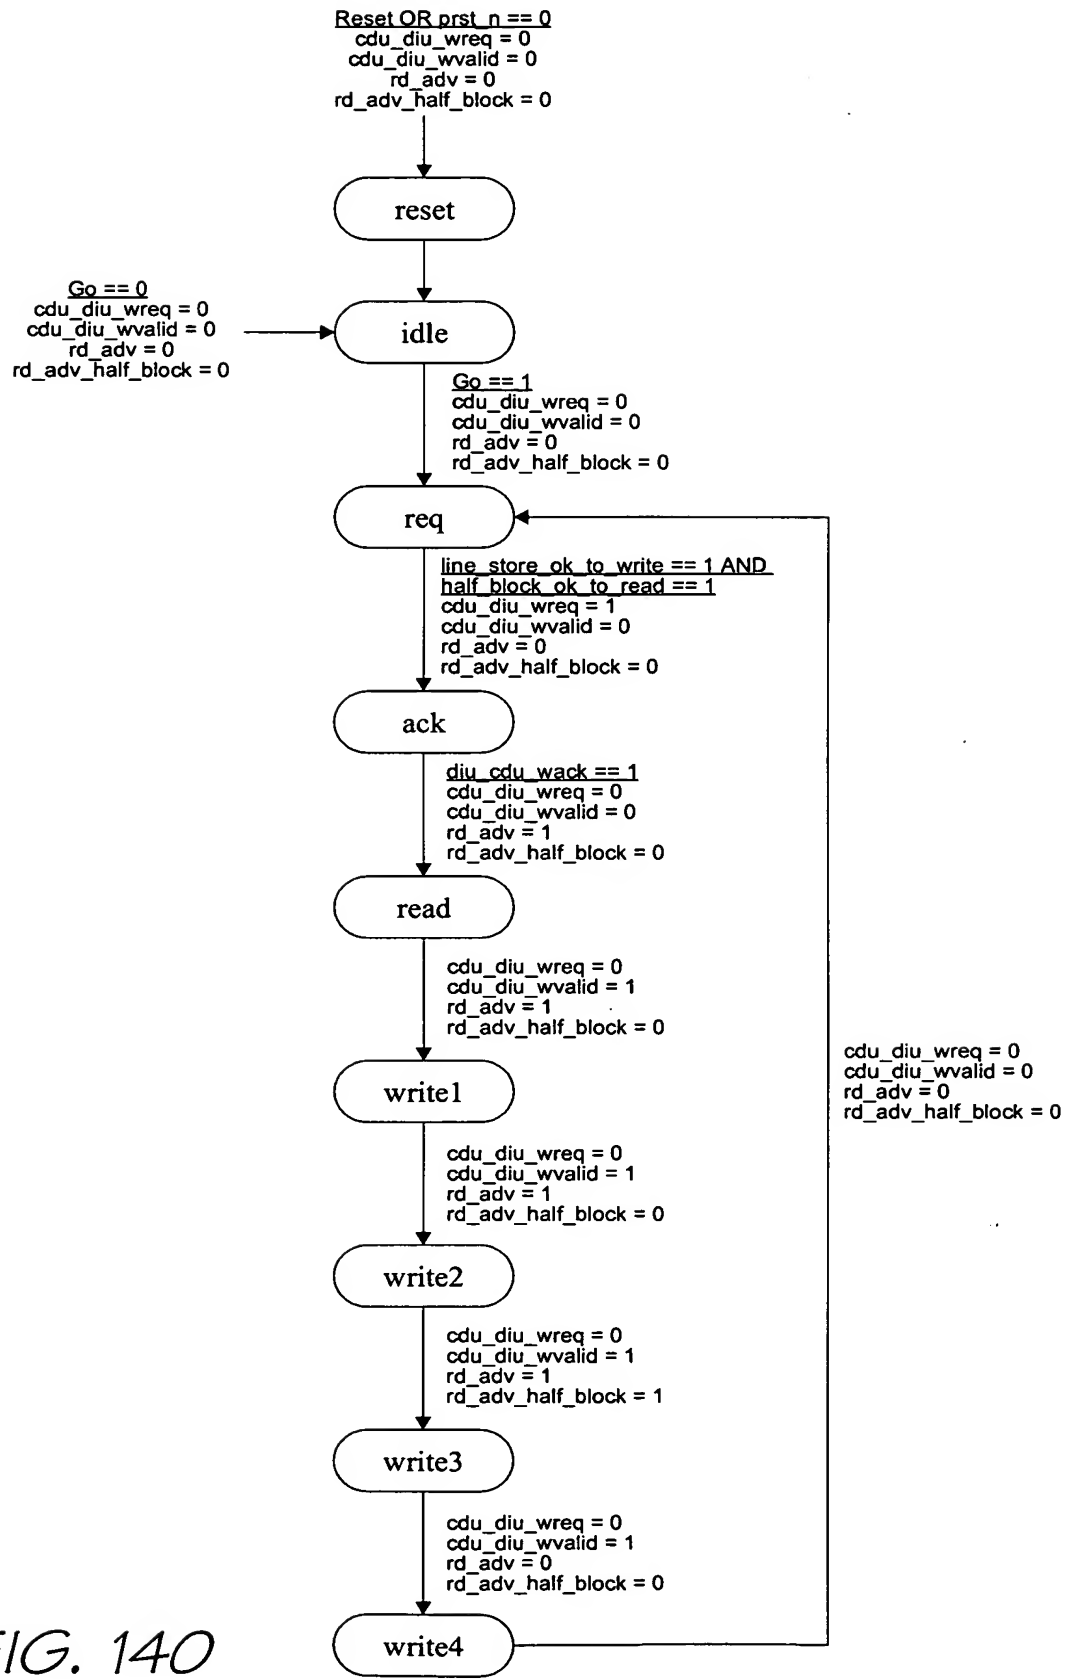 Reset OR prst_n == 0
cdu_diu_wreq = 0
cdu_diu_wvalid = 0
rd_adv = 0
rd_adv_half_block = 0
reset
Go == 0
cdu_diu_wreq = 0
cdu_diu_wvalid = 0
rd_adv = 0
rd_adv_half_block = 0
idle
Go == 1
cdu_diu_wreq = 0
cdu_diu_wvalid = 0
rd_adv = 0
rd_adv_half_block = 0
req
line_store_ok_to_write == 1 AND
half_block_ok_to_read == 1
cdu_diu_wreq = 1
cdu_diu_wvalid = 0
rd_adv = 0
rd_adv_half_block = 0
ack
diu_cdu_wack == 1
cdu_diu_wreq = 0
cdu_diu_wvalid = 0
rd_adv = 1
rd_adv_half_block = 0
read
cdu_diu_wreq = 0
cdu_diu_wvalid = 1
rd_adv = 1
rd_adv_half_block = 0
cdu_diu_wreq = 0
cdu_diu_wvalid = 0
rd_adv = 0
rd_adv_half_block = 0
write1
cdu_diu_wreq = 0
cdu_diu_wvalid = 1
rd_adv = 1
rd_adv_half_block = 0
write2
cdu_diu_wreq = 0
cdu_diu_wvalid = 1
rd_adv = 1
rd_adv_half_block = 1
write3
cdu_diu_wreq = 0
cdu_diu_wvalid = 1
rd_adv = 0
rd_adv_half_block = 0
write4
FIG. 140